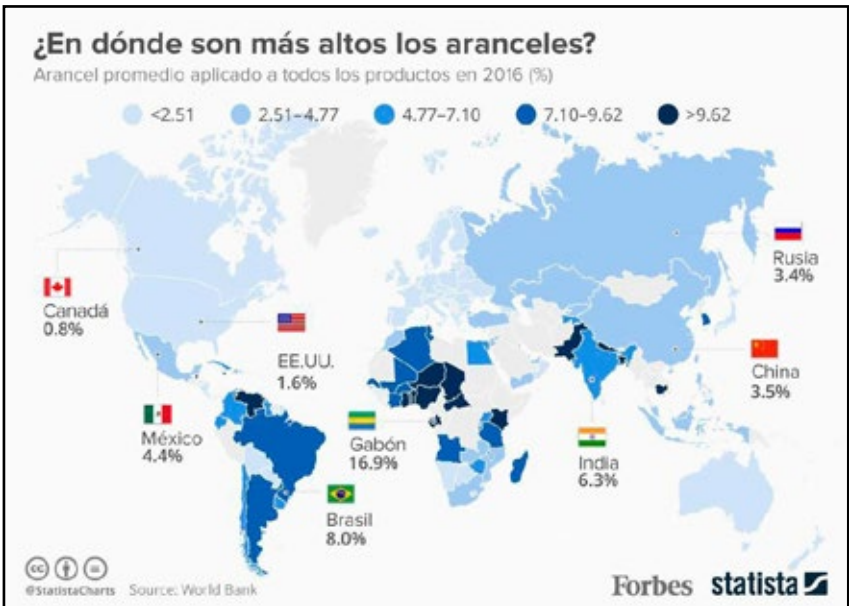 ¿En dónde son más altos los aranceles?
Arancel promedio aplicado a todos los productos en 2016 (%)
<2.51 2.51–4.77 4.77–7.10 7.10–9.62 >9.62
Rusia
3.4%
Canadá
0.8%
EE.UU.
1.6%
China
3.5%
México
4.4%
Gabón
16.9%
India
6.3%
Brasil
8.0%
cc
@StatistaCharts Source: World Bank
Forbes statista